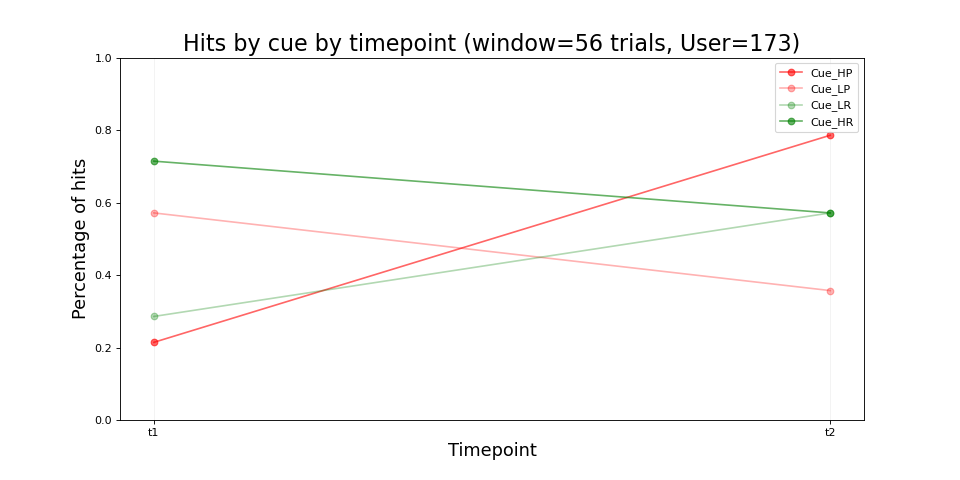 Hits by cue by timepoint (window=56 trials, User=173)
1.0
0.8
0.6
0.4
0.2
0.0
Percentage of hits
Cue_HP
Cue_LP
Cue_LR
Cue_HR
t1
t2
Timepoint